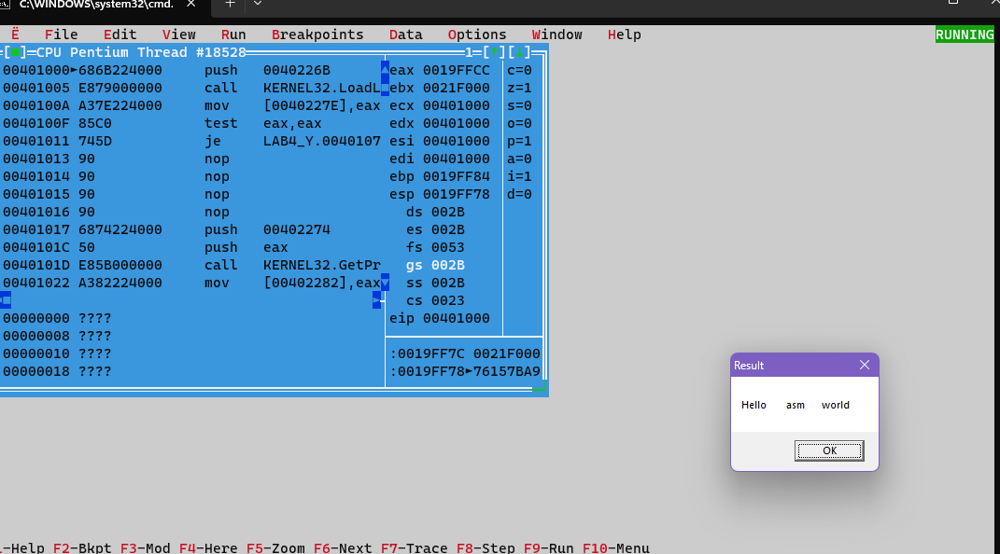 C:\WINDOWS\system32\cmd.
Ë File Edit View Run Breakpoints Data Options Window Help RUNNING
[■]=CPU Pentium Thread #18528 1=[↑][↓]
00401000►686B224000 push 0040226B eax 0019FFCC c=0
00401005 E879000000 call KERNEL32.LoadL ebx 0021F000 z=1
0040100A A37E224000 mov [0040227E],eax ecx 00401000 s=0
0040100F 85C0 test eax,eax edx 00401000 o=0
00401011 745D je LAB4_Y.0040107 esi 00401000 p=1
00401013 90 nop edi 00401000 a=0
00401014 90 nop ebp 0019FF84 i=1
00401015 90 nop esp 0019FF78 d=0
00401016 90 nop ds 002B
00401017 6874224000 push 00402274 es 002B
0040101C 50 push eax fs 0053
0040101D E85B000000 call KERNEL32.GetPr gs 002B
00401022 A382224000 mov [00402282],eax ss 002B
cs 0023
00000000 ???? eip 00401000
00000008 ????
00000010 ???? :0019FF7C 0021F000
00000018 ???? :0019FF78►76157BA9
Result
Hello asm world
OK
-Help F2-Bkpt F3-Mod F4-Here F5-Zoom F6-Next F7-Trace F8-Step F9-Run F10-Menu